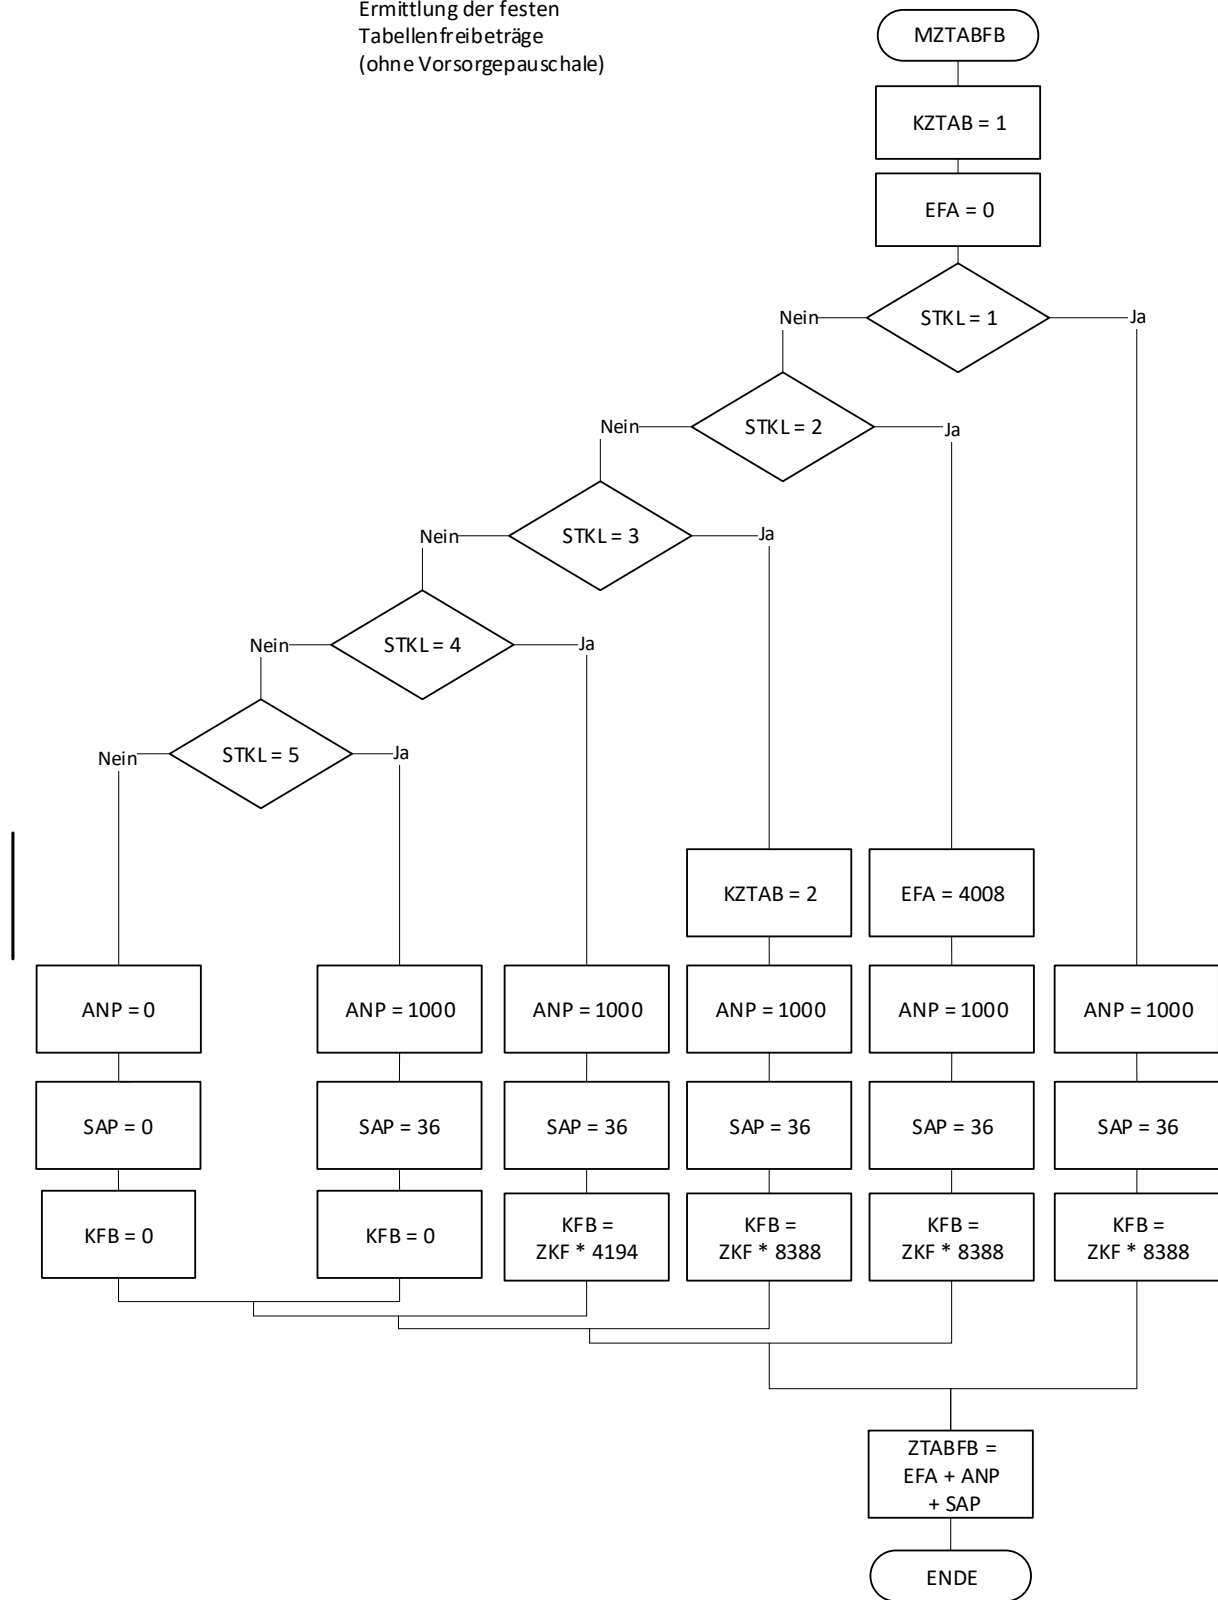 Ermittlung der festen
Tabellenfreibeträge
(ohne Vorsorgepauschale)
MZTABFB
KZTAB = 1
EFA = 0
STKL = 1
Nein
Ja
STKL = 2
Nein
Ja
STKL = 3
Nein
Ja
STKL = 4
Nein
Ja
STKL = 5
Nein
Ja
KZTAB = 2
EFA = 4008
ANP = 0
ANP = 1000
ANP = 1000
ANP = 1000
ANP = 1000
ANP = 1000
SAP = 0
SAP = 36
SAP = 36
SAP = 36
SAP = 36
SAP = 36
KFB = 0
KFB = 0
KFB =
ZKF * 4194
KFB =
ZKF * 8388
KFB =
ZKF * 8388
KFB =
ZKF * 8388
ZTABFB =
EFA + ANP
+ SAP
ENDE